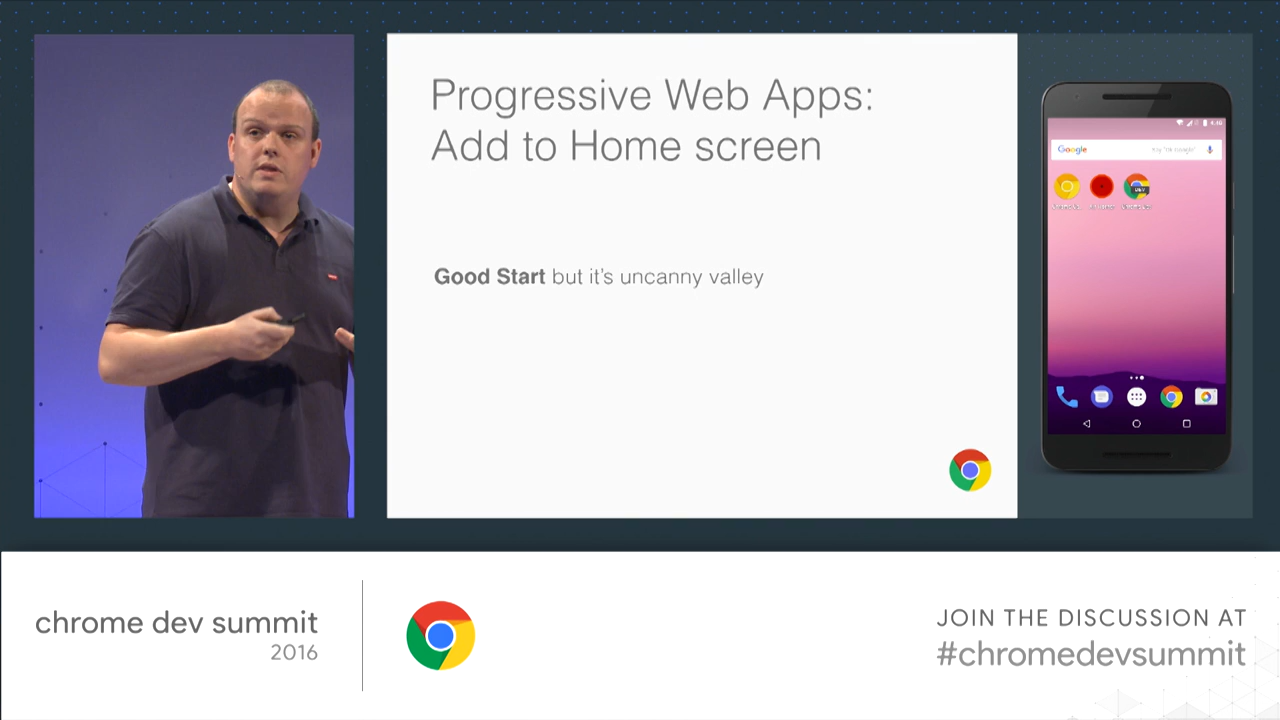 Progressive Web Apps:
Add to Home screen
Good Start but it's uncanny valley
Google
DEV
chrome dev summit
2016
JOIN THE DISCUSSION AT
#chromedevsummit